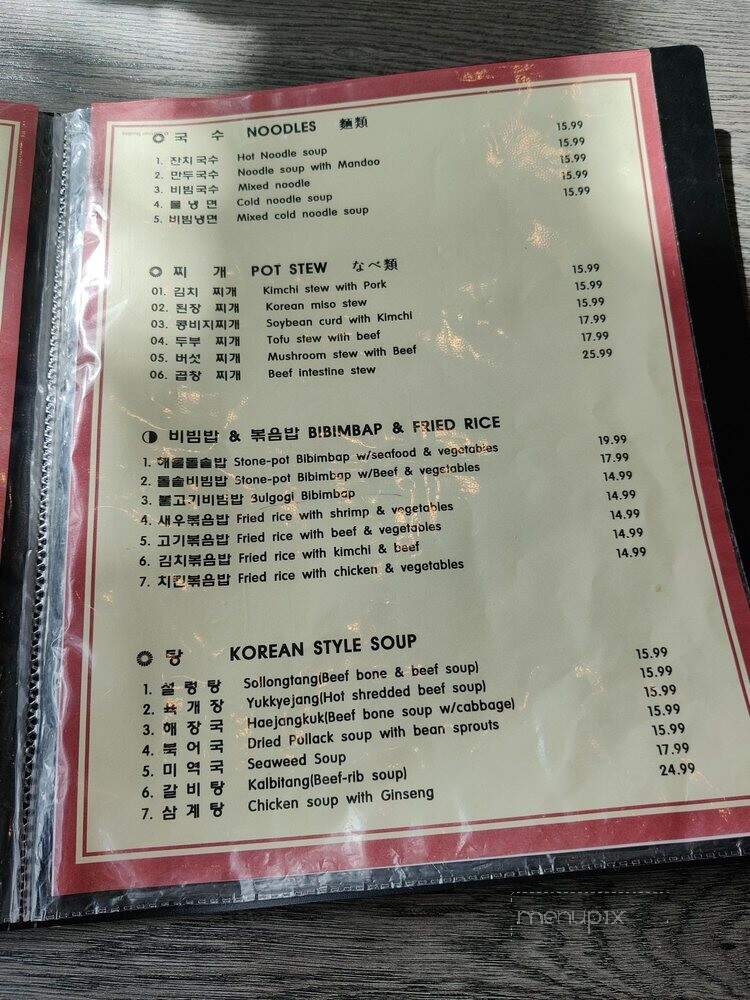 국 수 NOODLES 麵類
1. 잔치국수 Hot Noodle soup 15.99
2. 만두국수 Noodle soup with Mandoo 15.99
3. 비빔국수 Mixed noodle 15.99
4. 물 냉 면 Cold noodle soup 15.99
5. 비빔냉면 Mixed cold noodle soup 15.99
찌 개 POT STEW なべ類
01. 김치 찌개 Kimchi stew with Pork 15.99
02. 된장 찌개 Korean miso stew 15.99
03. 콩비지찌개 Soybean curd with Kimchi 15.99
04. 두부 찌개 Tofu stew with beef 17.99
05. 버섯 찌개 Mushroom stew with Beef 17.99
06. 곱창 찌개 Beef intestine stew 25.99
비빔밥 & 볶음밥 BIBIMBAP & FRIED RICE
1. 해물돌솥밥 Stone-pot Bibimbap w/seafood & vegetables 19.99
2. 돌솥비빔밥 Stone-pot Bibimbap w/Beef & vegetables 17.99
3. 불고기비빔밥 Bulgogi Bibimbap 14.99
4. 새우볶음밥 Fried rice with shrimp & vegetables 14.99
5. 고기볶음밥 Fried rice with beef & vegetables 14.99
6. 김치볶음밥 Fried rice with kimchi & beef 14.99
7. 치킨볶음밥 Fried rice with chicken & vegetables 14.99
탕 KOREAN STYLE SOUP
1. 설 렁 탕 Sollongtang(Beef bone & beef soup) 15.99
2. 육 개 장 Yukkyejang(Hot shredded beef soup) 15.99
3. 해 장 국 Haejangkuk(Beef bone soup w/cabbage) 15.99
4. 북 어 국 Dried Pollack soup with bean sprouts 15.99
5. 미 역 국 Seaweed Soup 15.99
6. 갈 비 탕 Kalbitang(Beef-rib soup) 17.99
7. 삼 계 탕 Chicken soup with Ginseng 24.99
menupix